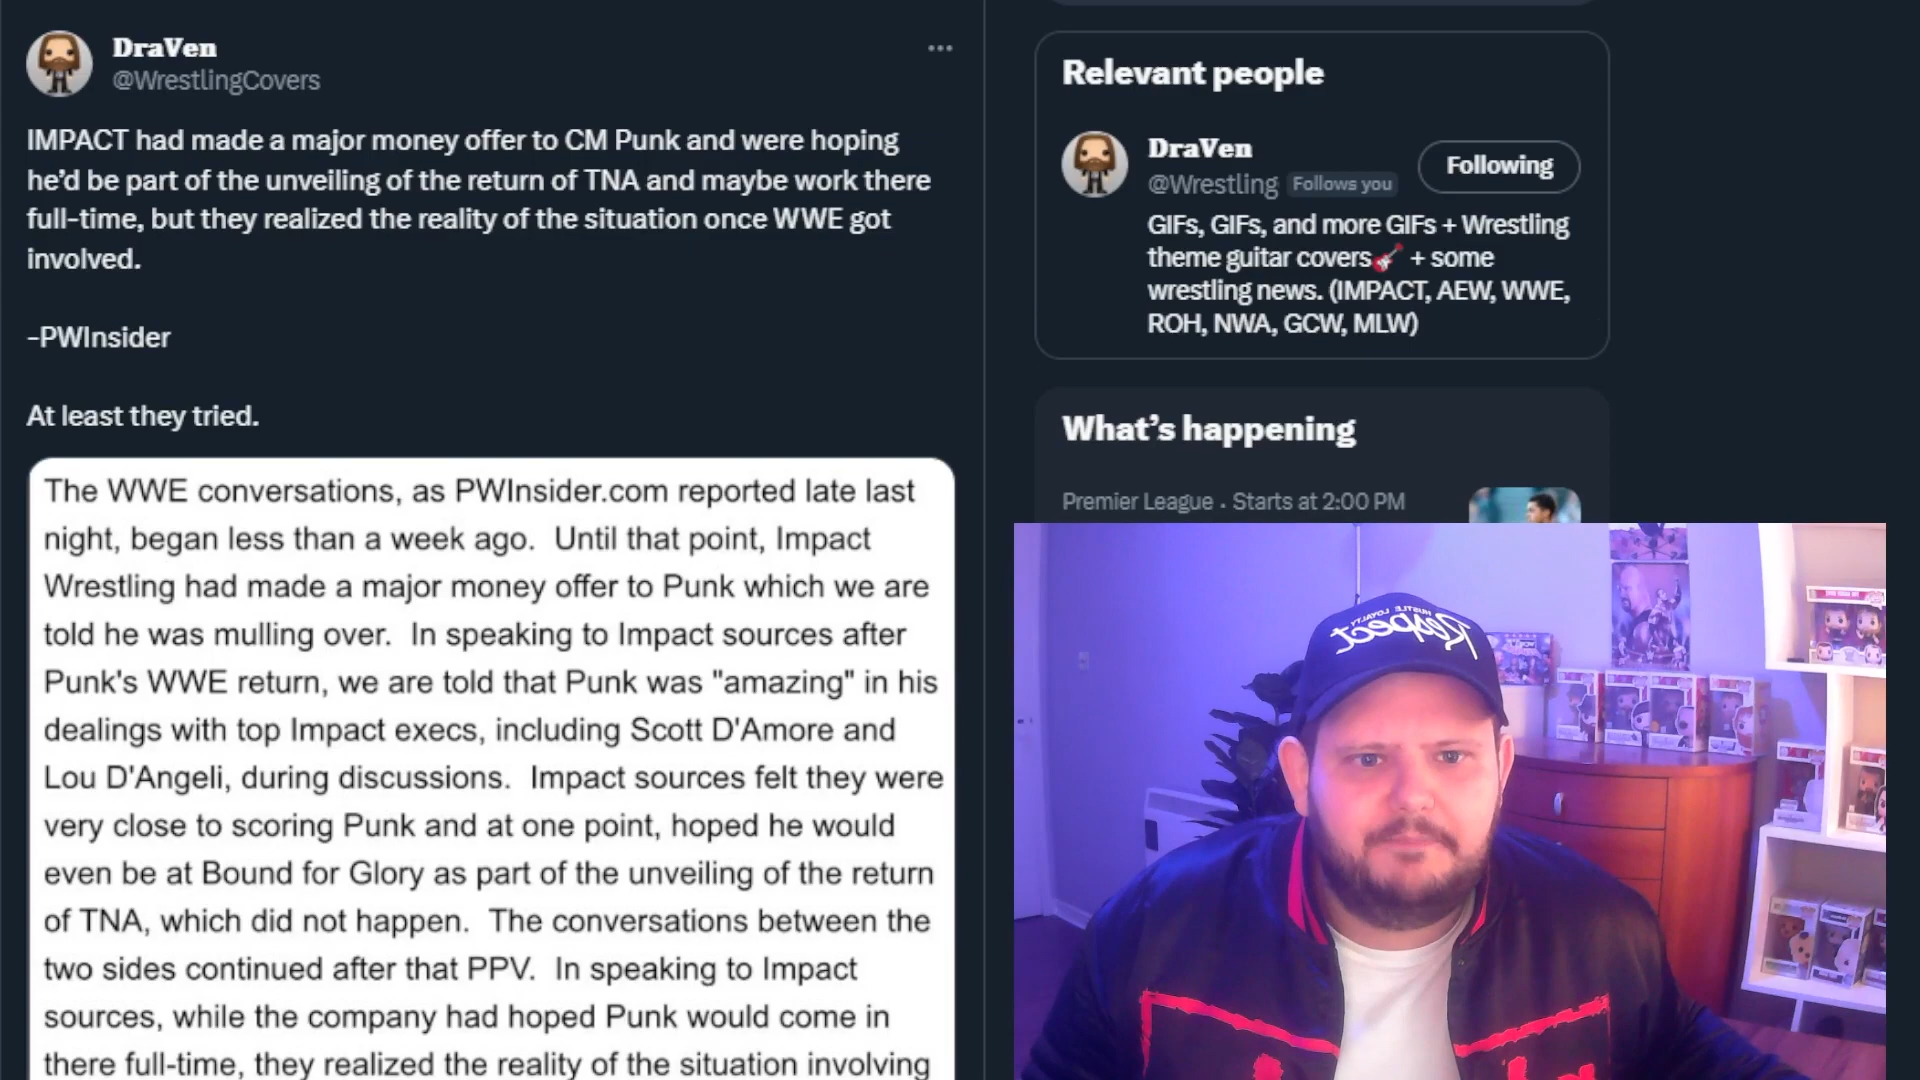 DraVen
@WrestlingCovers
IMPACT had made a major money offer to CM Punk and were hoping
he'd be part of the unveiling of the return of TNA and maybe work there
full-time, but they realized the reality of the situation once WWE got
involved.
-PWInsider
At least they tried.
The WWE conversations, as PWInsider.com reported late last
night, began less than a week ago. Until that point, Impact
Wrestling had made a major money offer to Punk which we are
told he was mulling over. In speaking to Impact sources after
Punk's WWE return, we are told that Punk was "amazing" in his
dealings with top Impact execs, including Scott D'Amore and
Lou D'Angeli, during discussions. Impact sources felt they were
very close to scoring Punk and at one point, hoped he would
even be at Bound for Glory as part of the unveiling of the return
of TNA, which did not happen. The conversations between the
two sides continued after that PPV. In speaking to Impact
sources, while the company had hoped Punk would come in
there full-time, they realized the reality of the situation involving
Relevant people
DraVen
@Wrestling Follows you
Following
GIFs, GIFs, and more GIFs + Wrestling
theme guitar covers🎸 + some
wrestling news. (IMPACT, AEW, WWE,
ROH, NWA, GCW, MLW)
What's happening
Premier League · Starts at 2:00 PM
HUSTLE LOYALTY
Respect